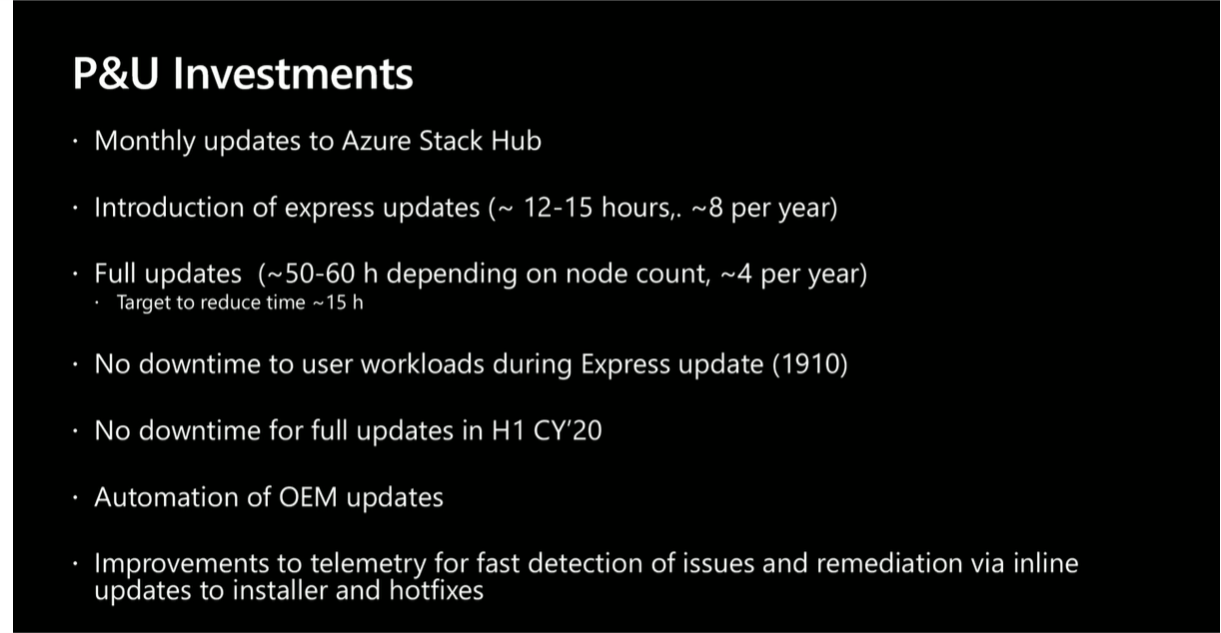 P&U Investments
· Monthly updates to Azure Stack Hub
· Introduction of express updates (~ 12-15 hours,. ~8 per year)
· Full updates  (~50-60 h depending on node count, ~4 per year)
· Target to reduce time ~15 h
· No downtime to user workloads during Express update (1910)
· No downtime for full updates in H1 CY’20
· Automation of OEM updates
· Improvements to telemetry for fast detection of issues and remediation via inline
updates to installer and hotfixes